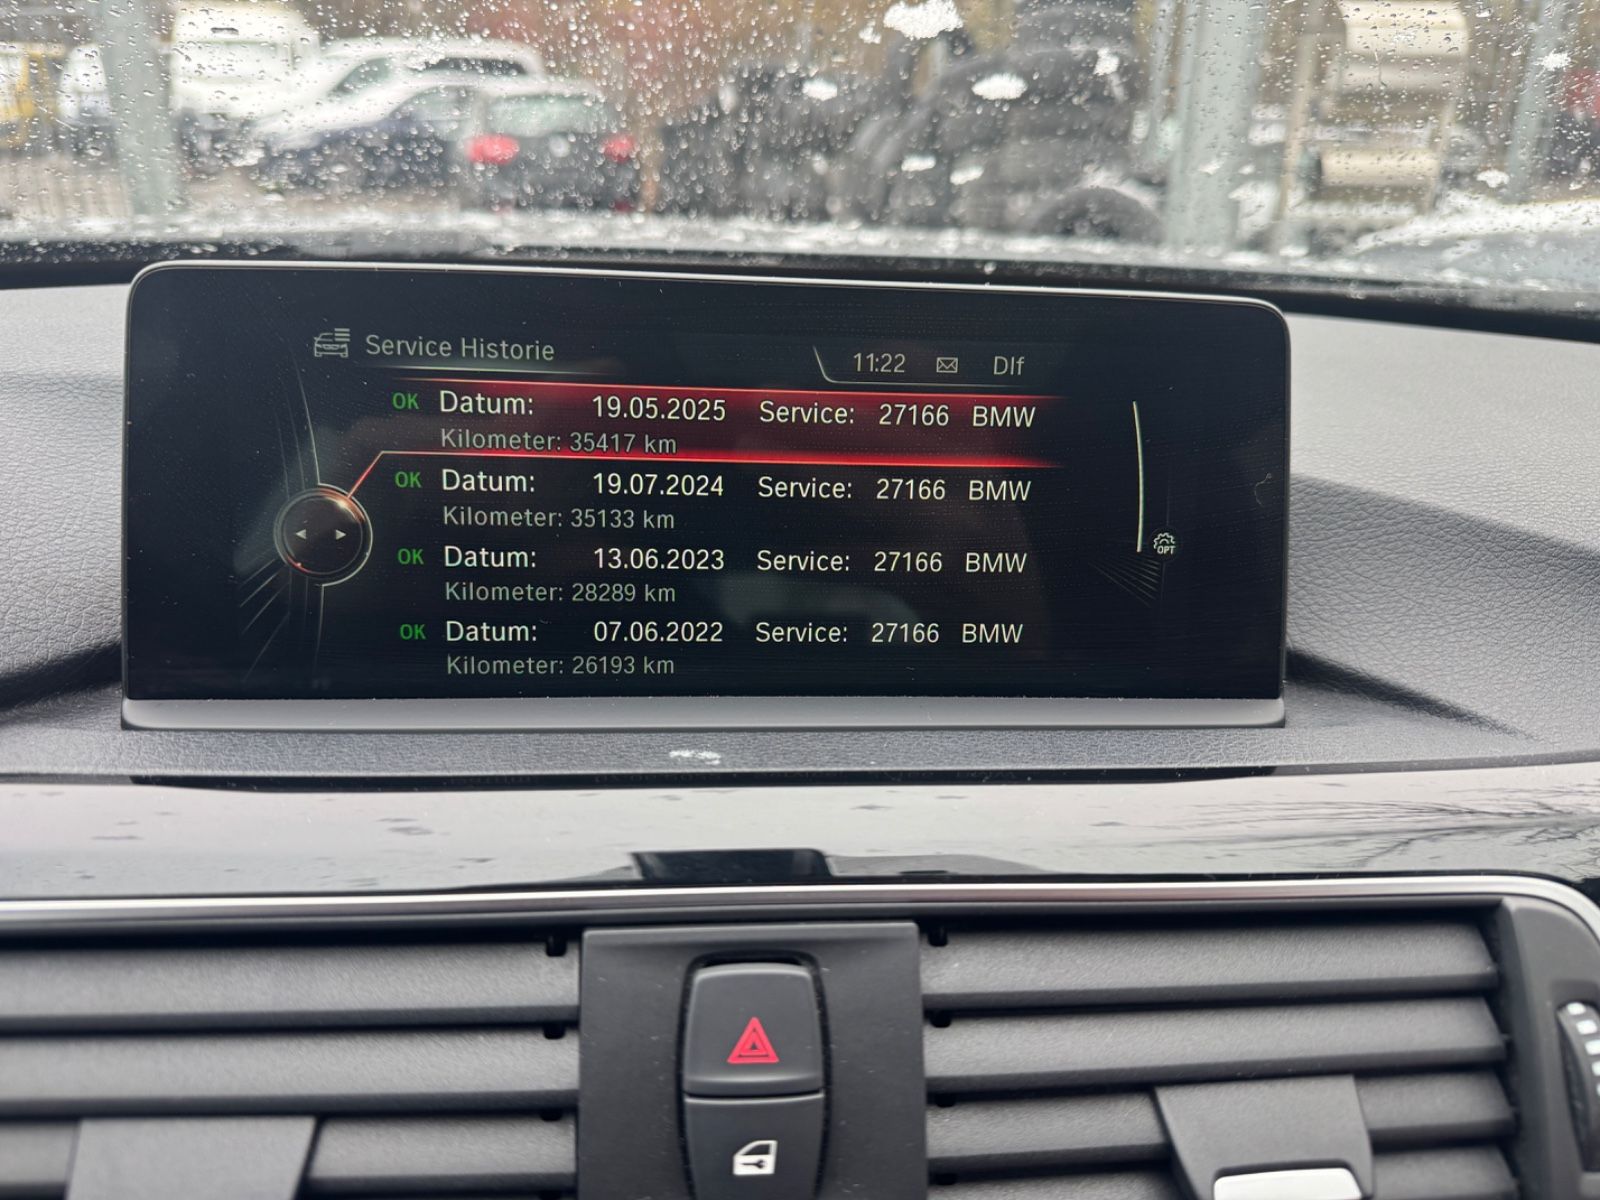 Service Historie
11:22 Dlf
OK Datum: 19.05.2025 Service: 27166 BMW
Kilometer: 35417 km
OK Datum: 19.07.2024 Service: 27166 BMW
Kilometer: 35133 km
OK Datum: 13.06.2023 Service: 27166 BMW
Kilometer: 28289 km
OK Datum: 07.06.2022 Service: 27166 BMW
Kilometer: 26193 km
OPT